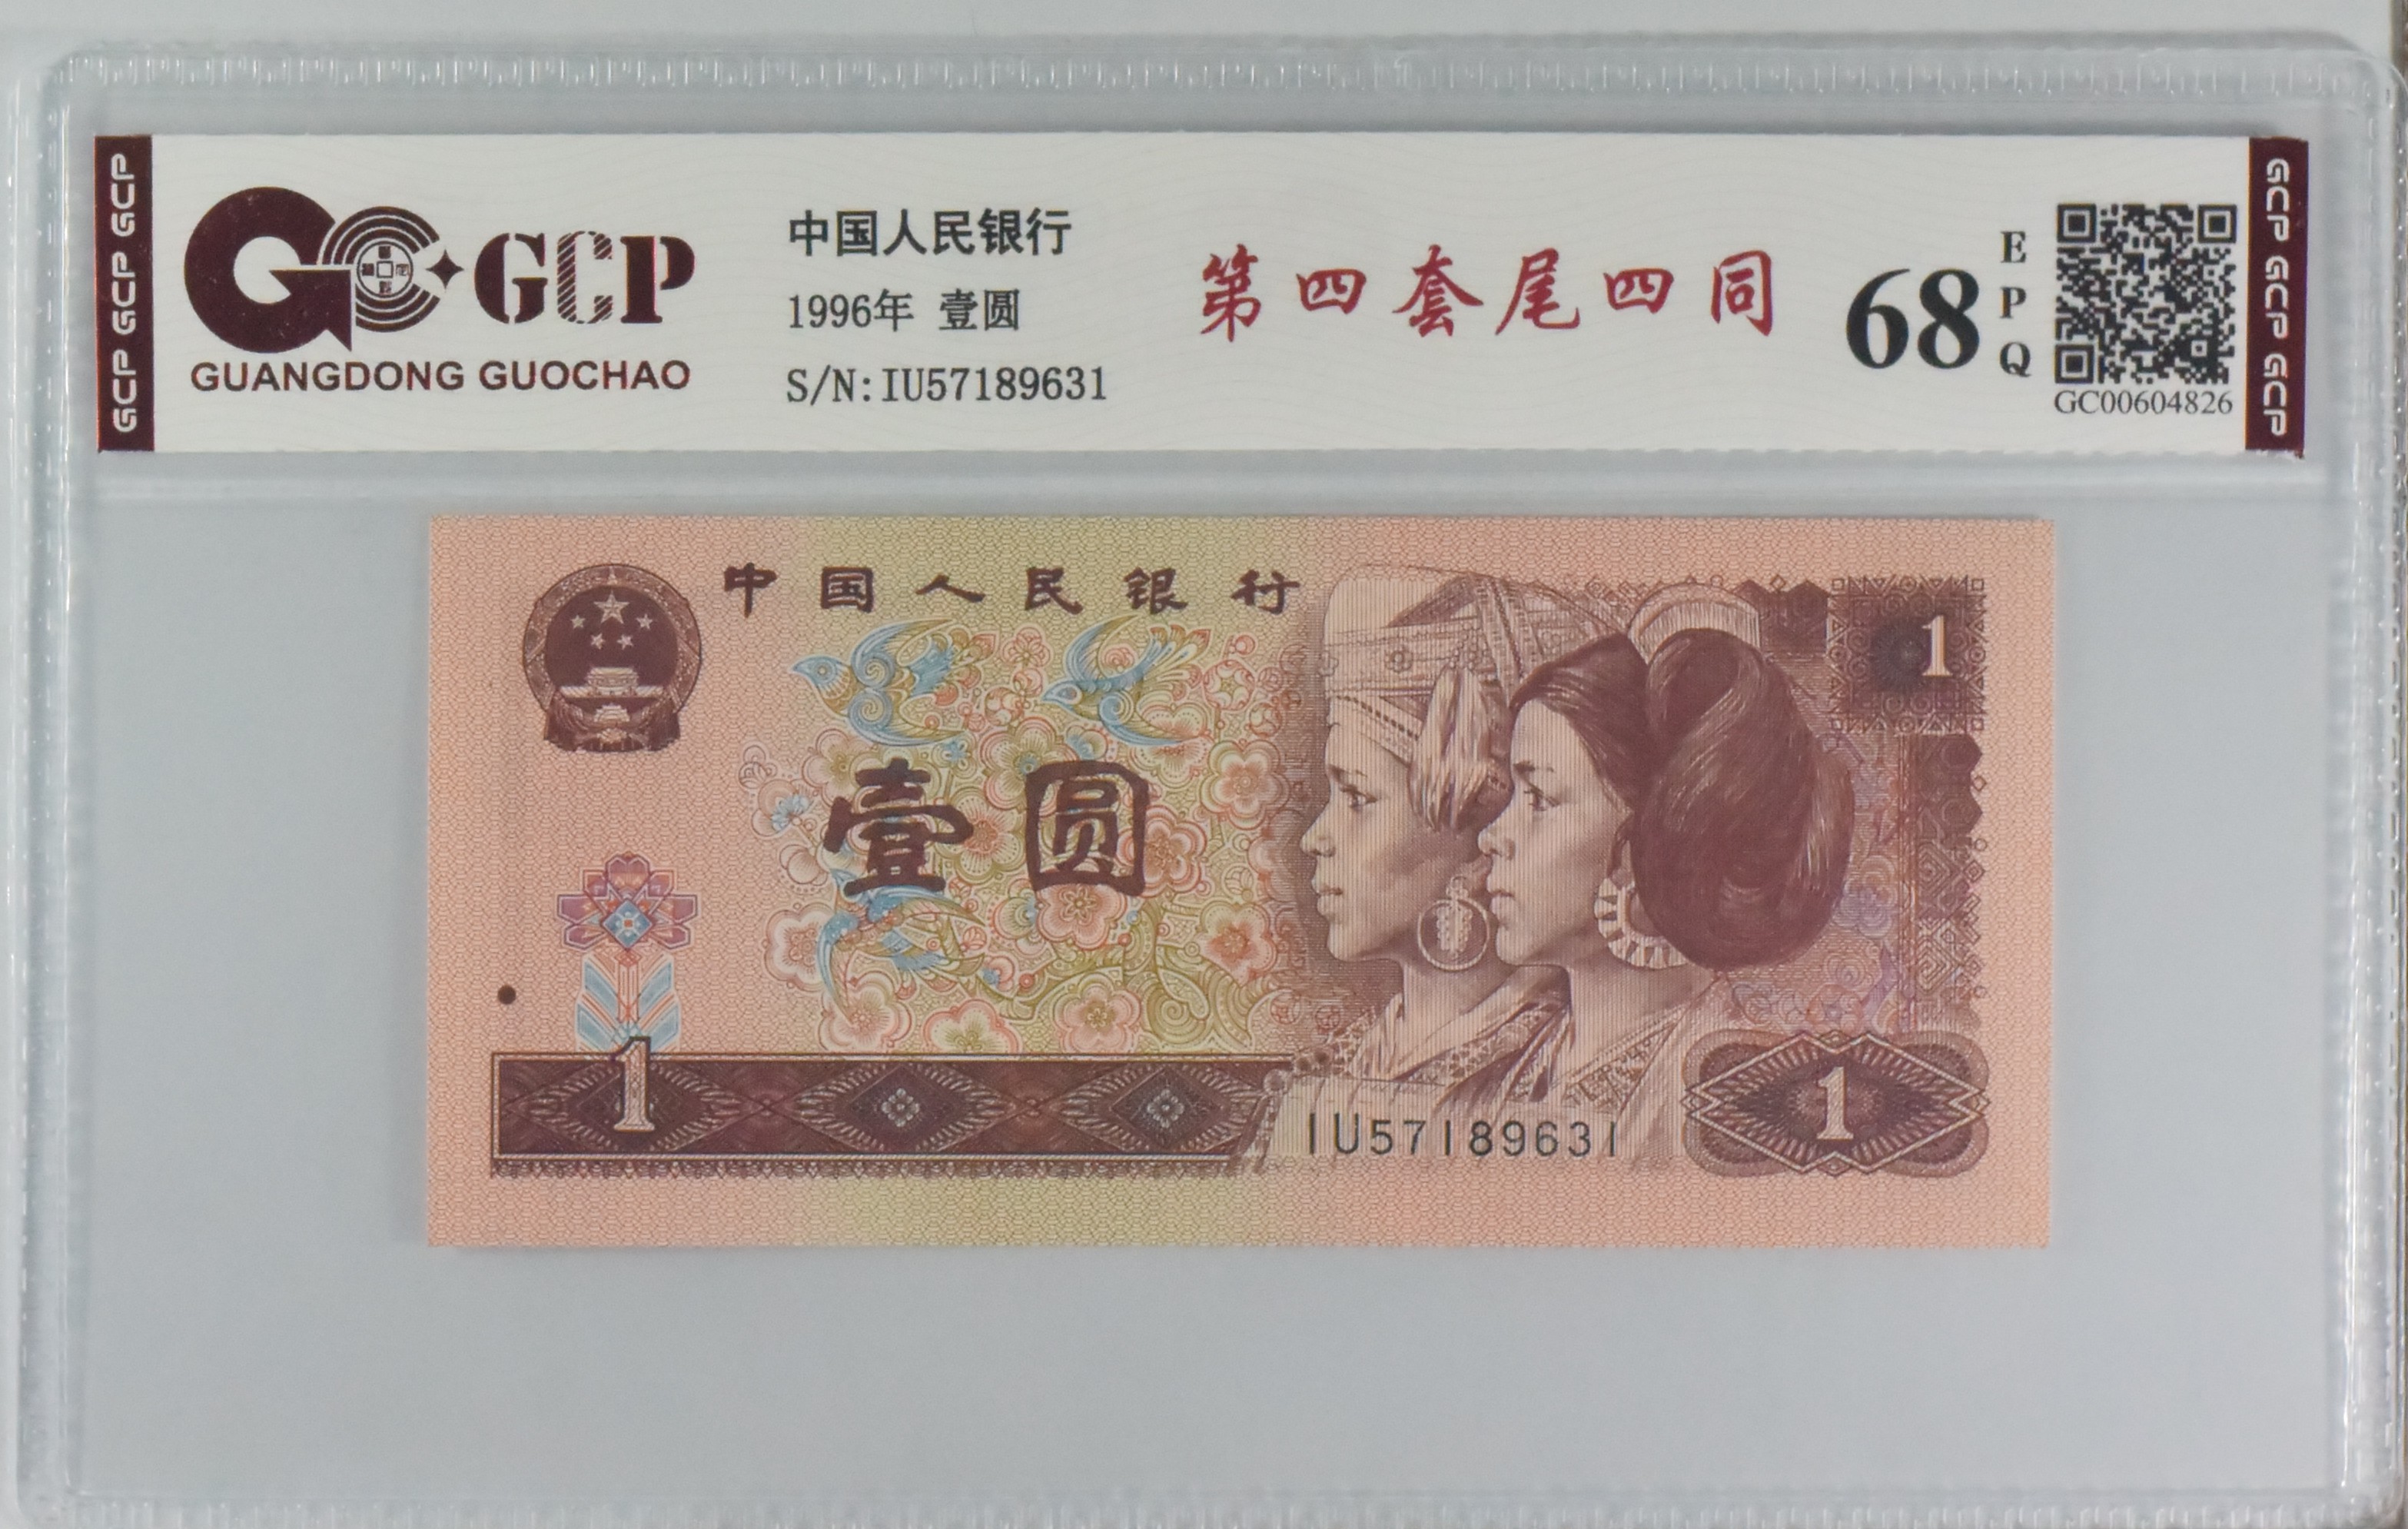 GCP GCP GCP
GCP
GUANGDONG GUOCHAO
中国人民银行
1996年 壹圆
S/N:IU57189631
第四套尾四同
68
EPQ
GC00604826
GCP GCP GCP
中国人民银行
1
壹圆
1
IU57189631
1